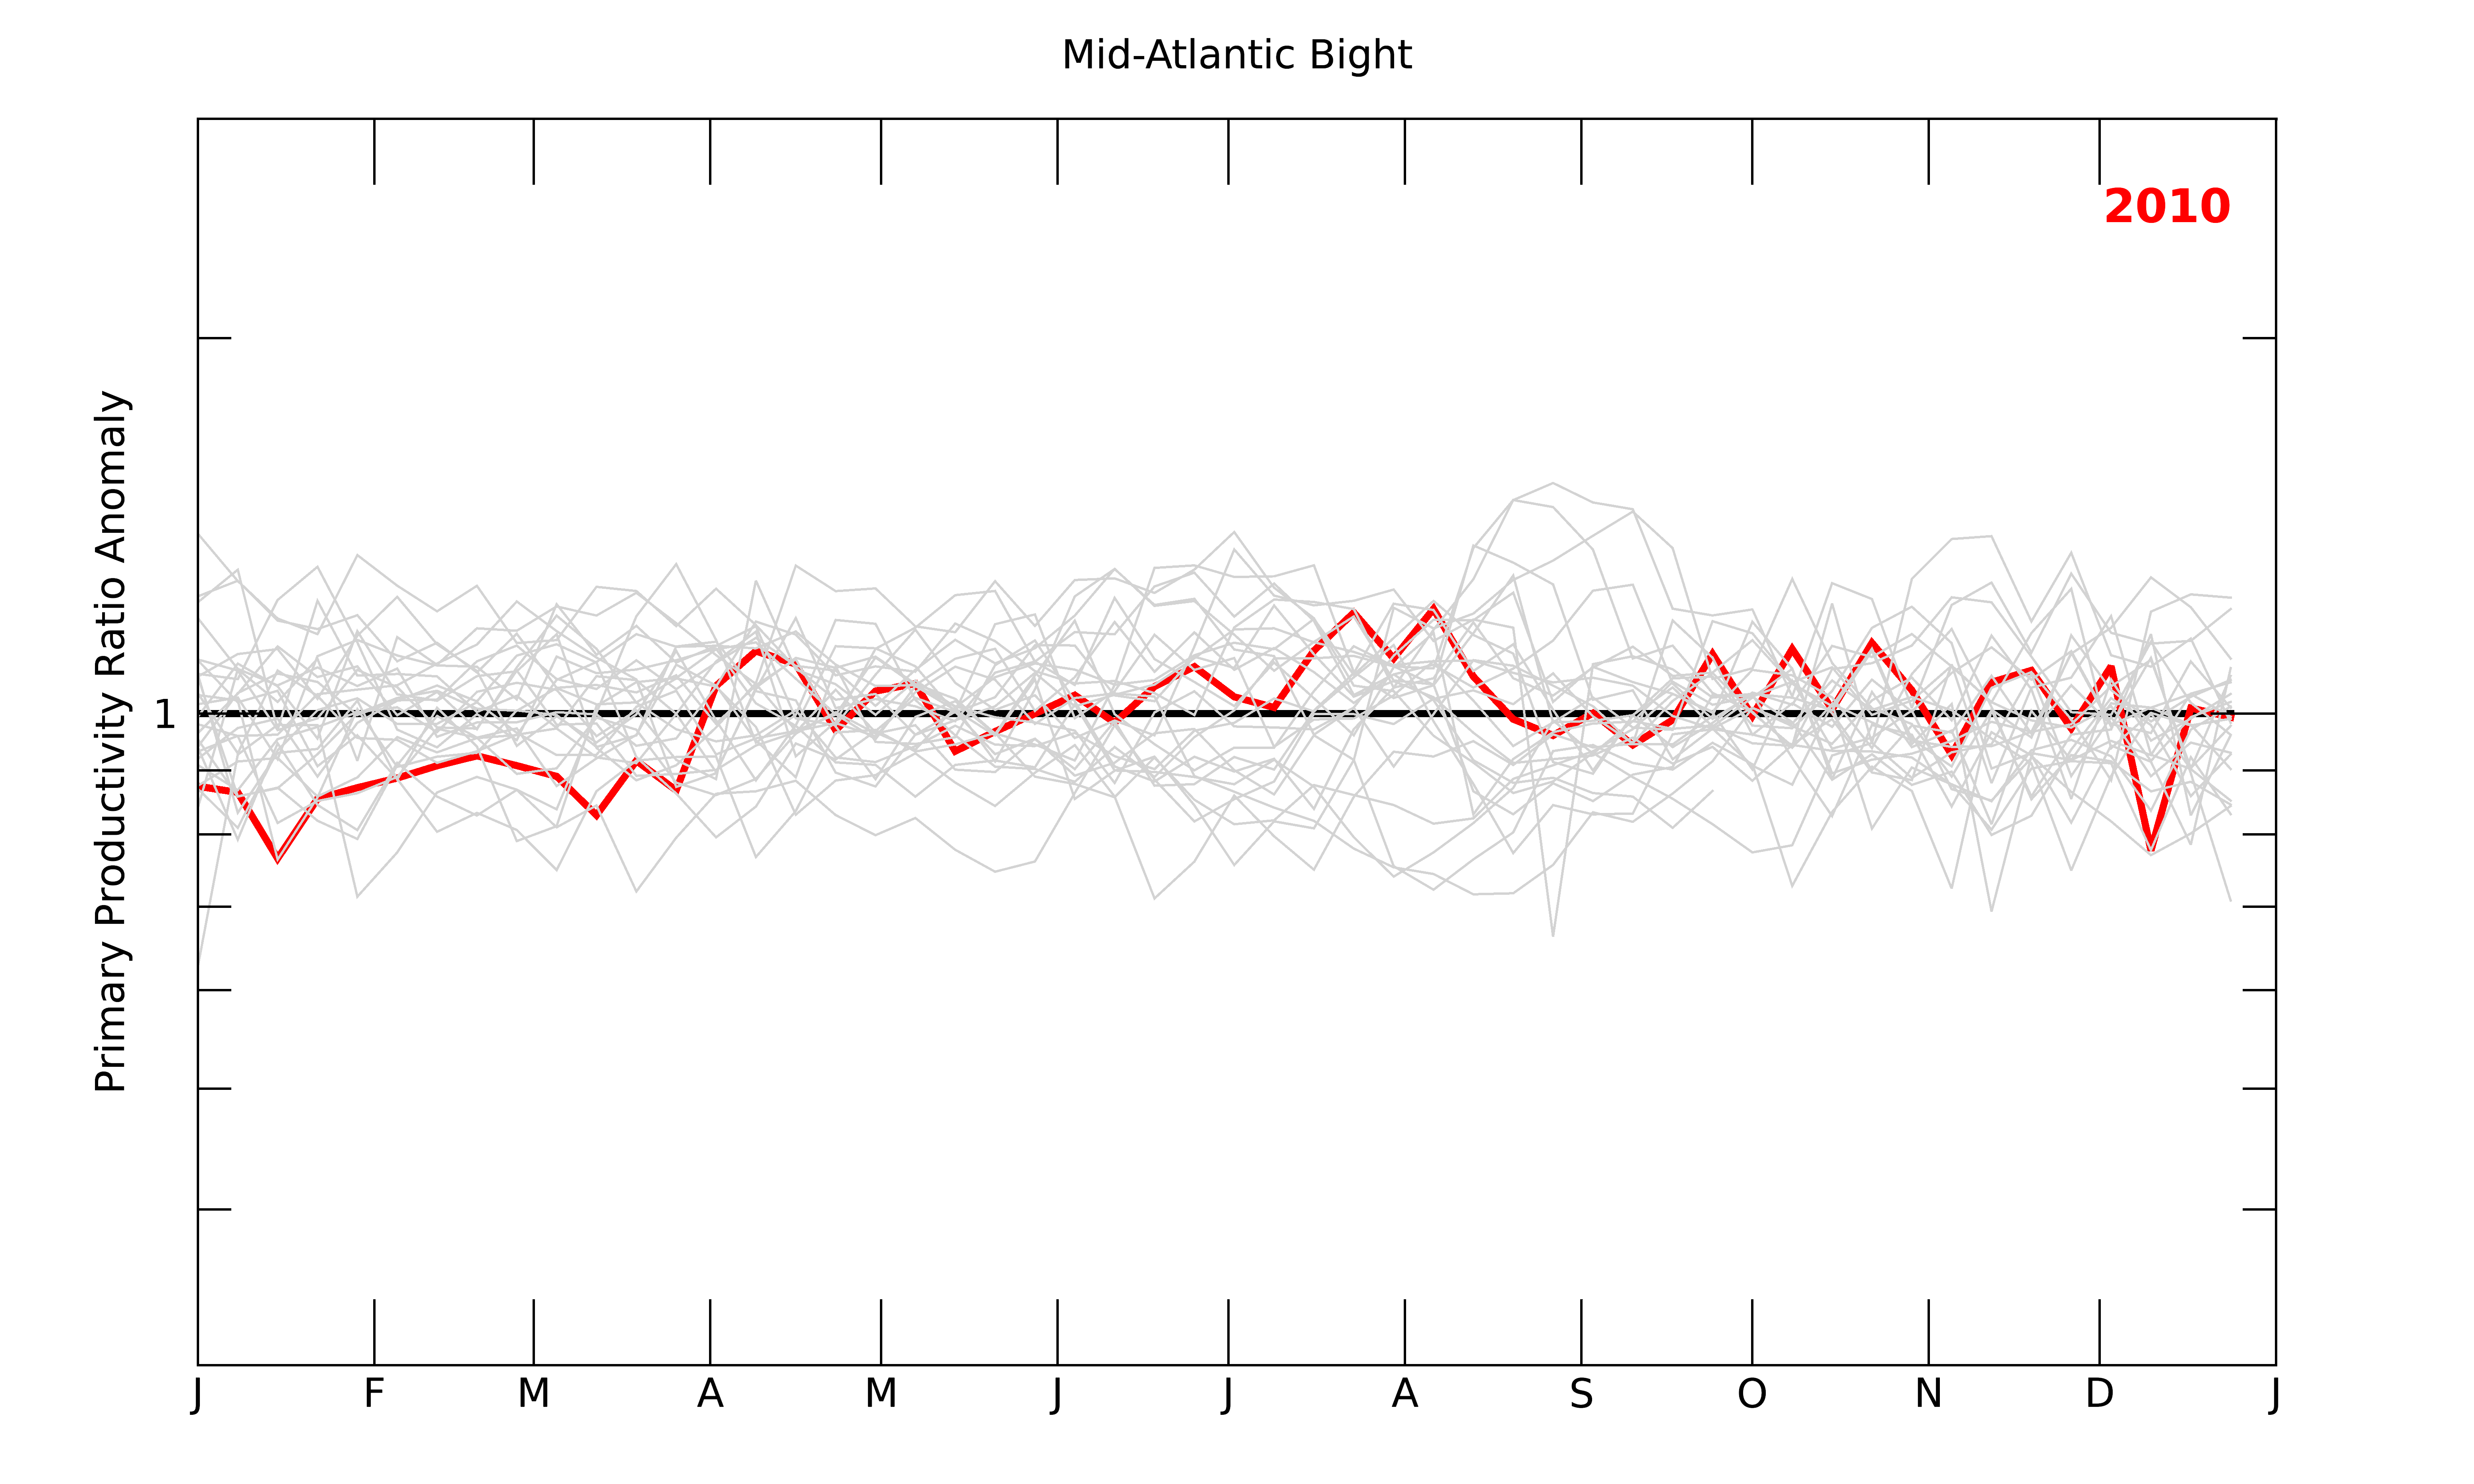 Mid-Atlantic Bight
2010
Primary Productivity Ratio Anomaly
1
J F M A M J J A S O N D J